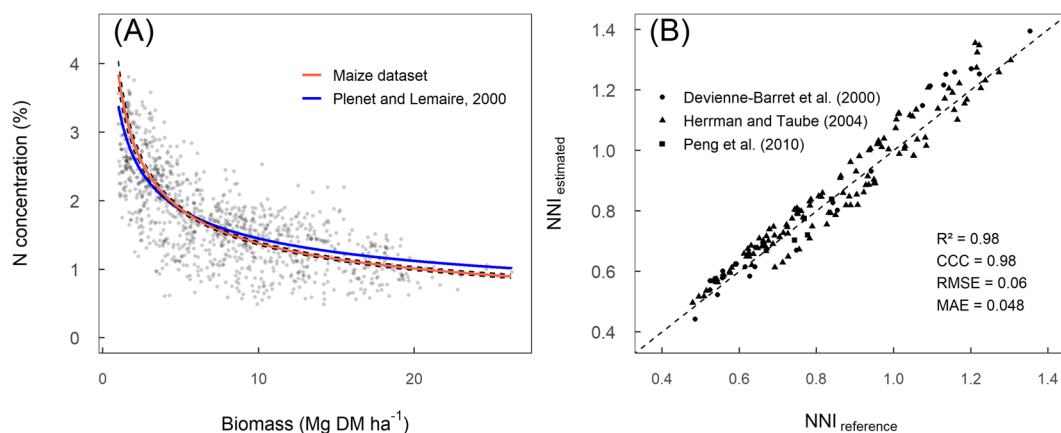 (A)
N concentration (%)
4
3
2
1
0
Maize dataset
Plenet and Lemaire, 2000
0 10 20
Biomass (Mg DM ha⁻¹)
(B)
NNI estimated
1.4
1.2
1.0
0.8
0.6
0.4
Devienne-Barret et al. (2000)
Herrman and Taube (2004)
Peng et al. (2010)
R² = 0.98
CCC = 0.98
RMSE = 0.06
MAE = 0.048
0.4 0.6 0.8 1.0 1.2 1.4
NNI reference